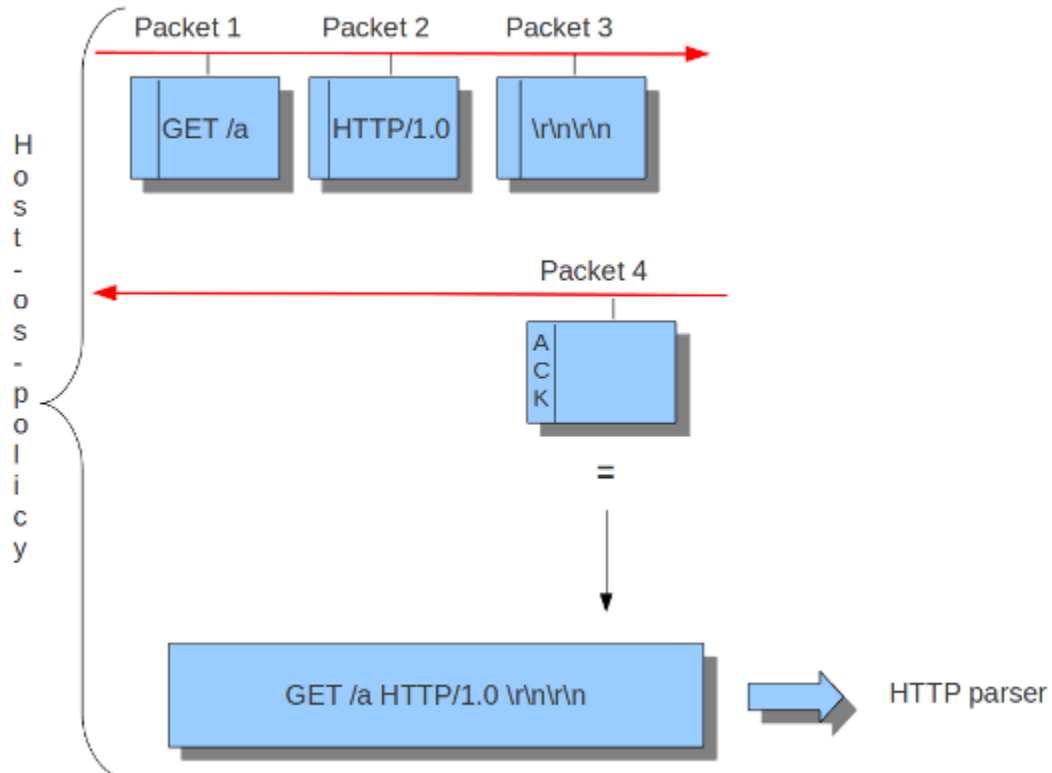 Packet 1 Packet 2 Packet 3
GET /a HTTP/1.0 \r\n\r\n
Host-os-policy
Packet 4
ACK
=
GET /a HTTP/1.0 \r\n\r\n
HTTP parser